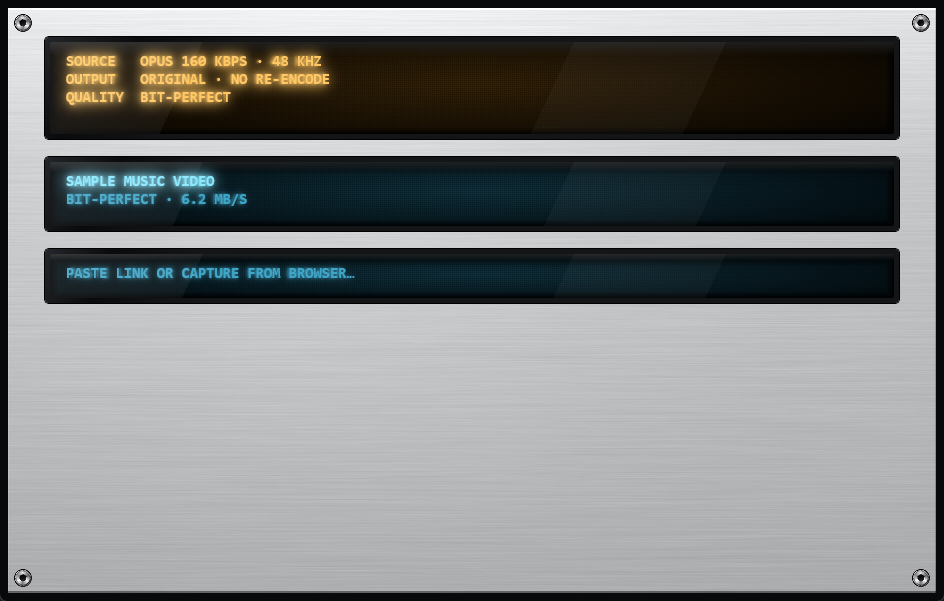 SOURCE OPUS 160 KBPS · 48 KHZ
OUTPUT ORIGINAL · NO RE-ENCODE
QUALITY BIT-PERFECT
SAMPLE MUSIC VIDEO
BIT-PERFECT · 6.2 MB/S
PASTE LINK OR CAPTURE FROM BROWSER…